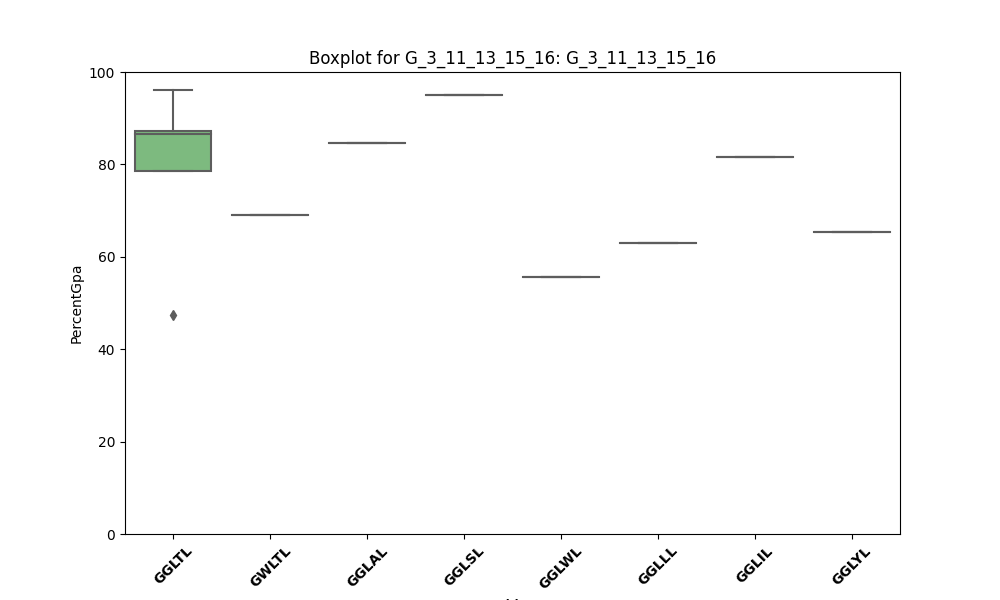 Boxplot for G_3_11_13_15_16: G_3_11_13_15_16
PercentGpa
100
80
60
40
20
0
GGLTL
GWLTL
GGLAL
GGLSL
GGLWL
GGLLL
GGLIL
GGLYL